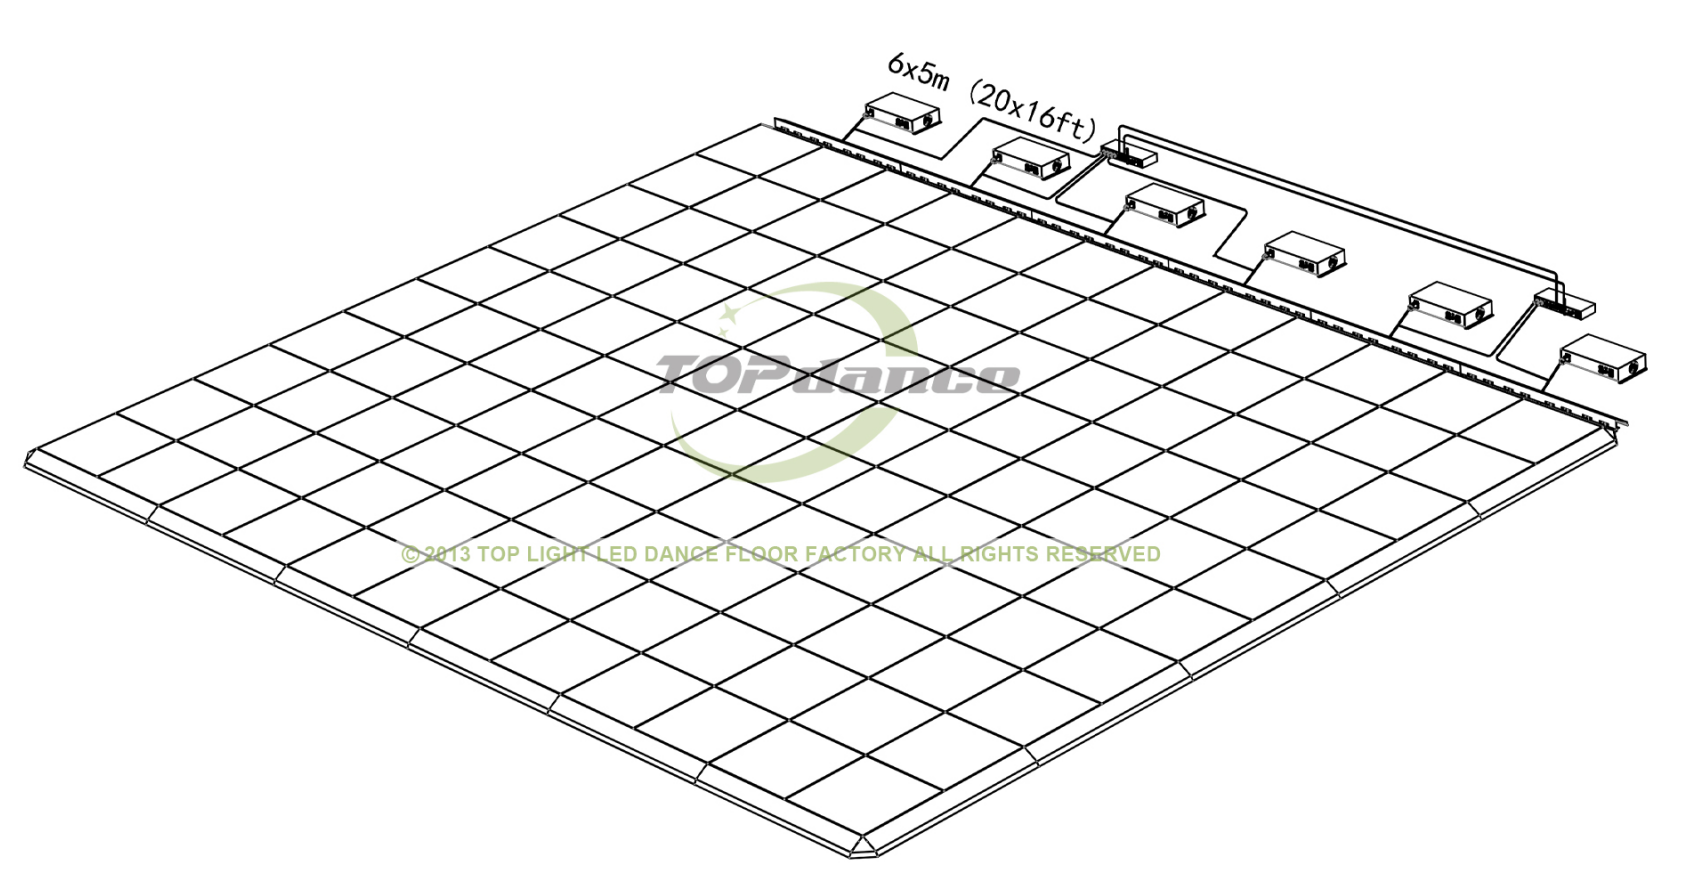 6x5m (20x16ft)
TOPdance
© 2013 TOP LIGHT LED DANCE FLOOR FACTORY ALL RIGHTS RESERVED